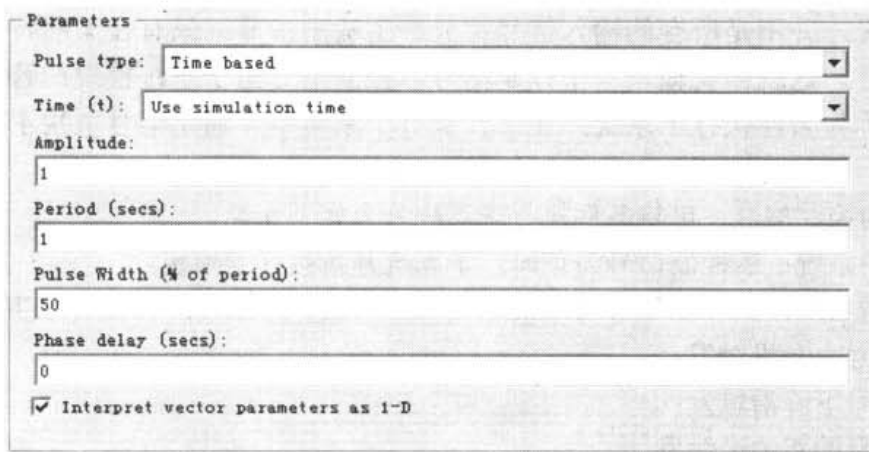 Parameters
Pulse type: Time based
Time (t): Use simulation time
Amplitude:
1
Period (secs):
1
Pulse Width (% of period):
50
Phase delay (secs):
0
Interpret vector parameters as 1-D